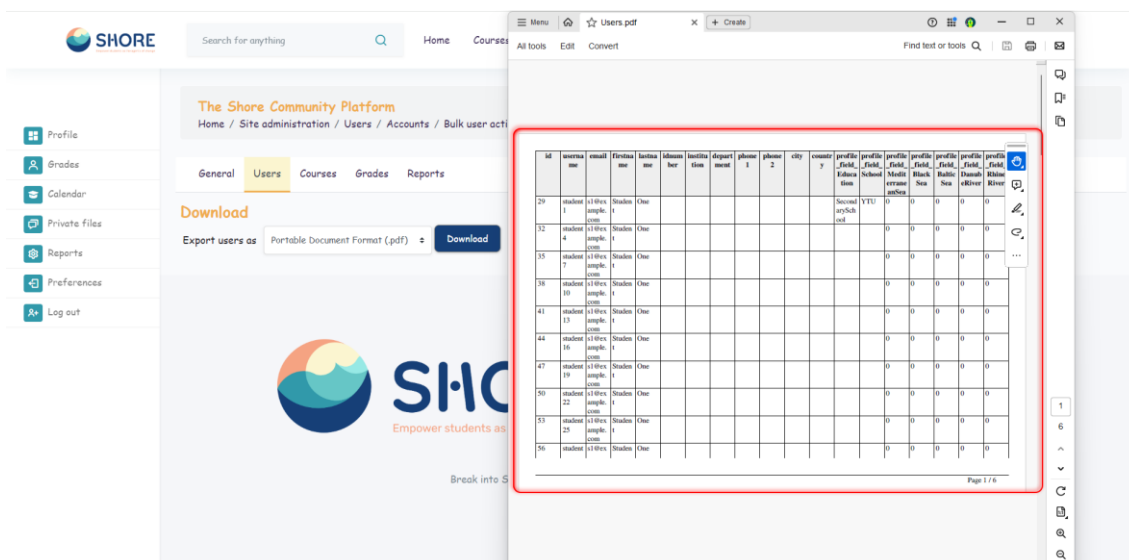 SHORE
Search for anything
Home Courses
The Shore Community Platform
Home / Site administration / Users / Accounts / Bulk user acti
Profile
Grades
Calendar
Private files
Reports
Preferences
Log out
General Users Courses Grades Reports
Download
Export users as Portable Document Format (.pdf) Download
Empower students as
Break into S
Menu Users.pdf + Create
All tools Edit Convert Find text or tools
id userna me email firstna me lastna me idnum ber institu tion depart ment phone 1 phone 2 city countr y profile _field_ Educa tion profile _field_ School profile _field_ Medit errane anSea profile _field_ Black Sea profile _field_ Baltic Sea profile _field_ Danub eRiver profile _field_ Rhine River
29 student 1 s1@ex ample. com Studen t One Second arySch ool YTU 0 0 0 0 0
32 student 4 s1@ex ample. com Studen t One 0 0 0 0 0
35 student 7 s1@ex ample. com Studen t One 0 0 0 0 0
38 student 10 s1@ex ample. com Studen t One 0 0 0 0 0
41 student 13 s1@ex ample. com Studen t One 0 0 0 0 0
44 student 16 s1@ex ample. com Studen t One 0 0 0 0 0
47 student 19 s1@ex ample. com Studen t One 0 0 0 0 0
50 student 22 s1@ex ample. com Studen t One 0 0 0 0 0
53 student 25 s1@ex ample. com Studen t One 0 0 0 0 0
56 student s1@ex Studen One 0 0 0 0 0
Page 1 / 6
1
6